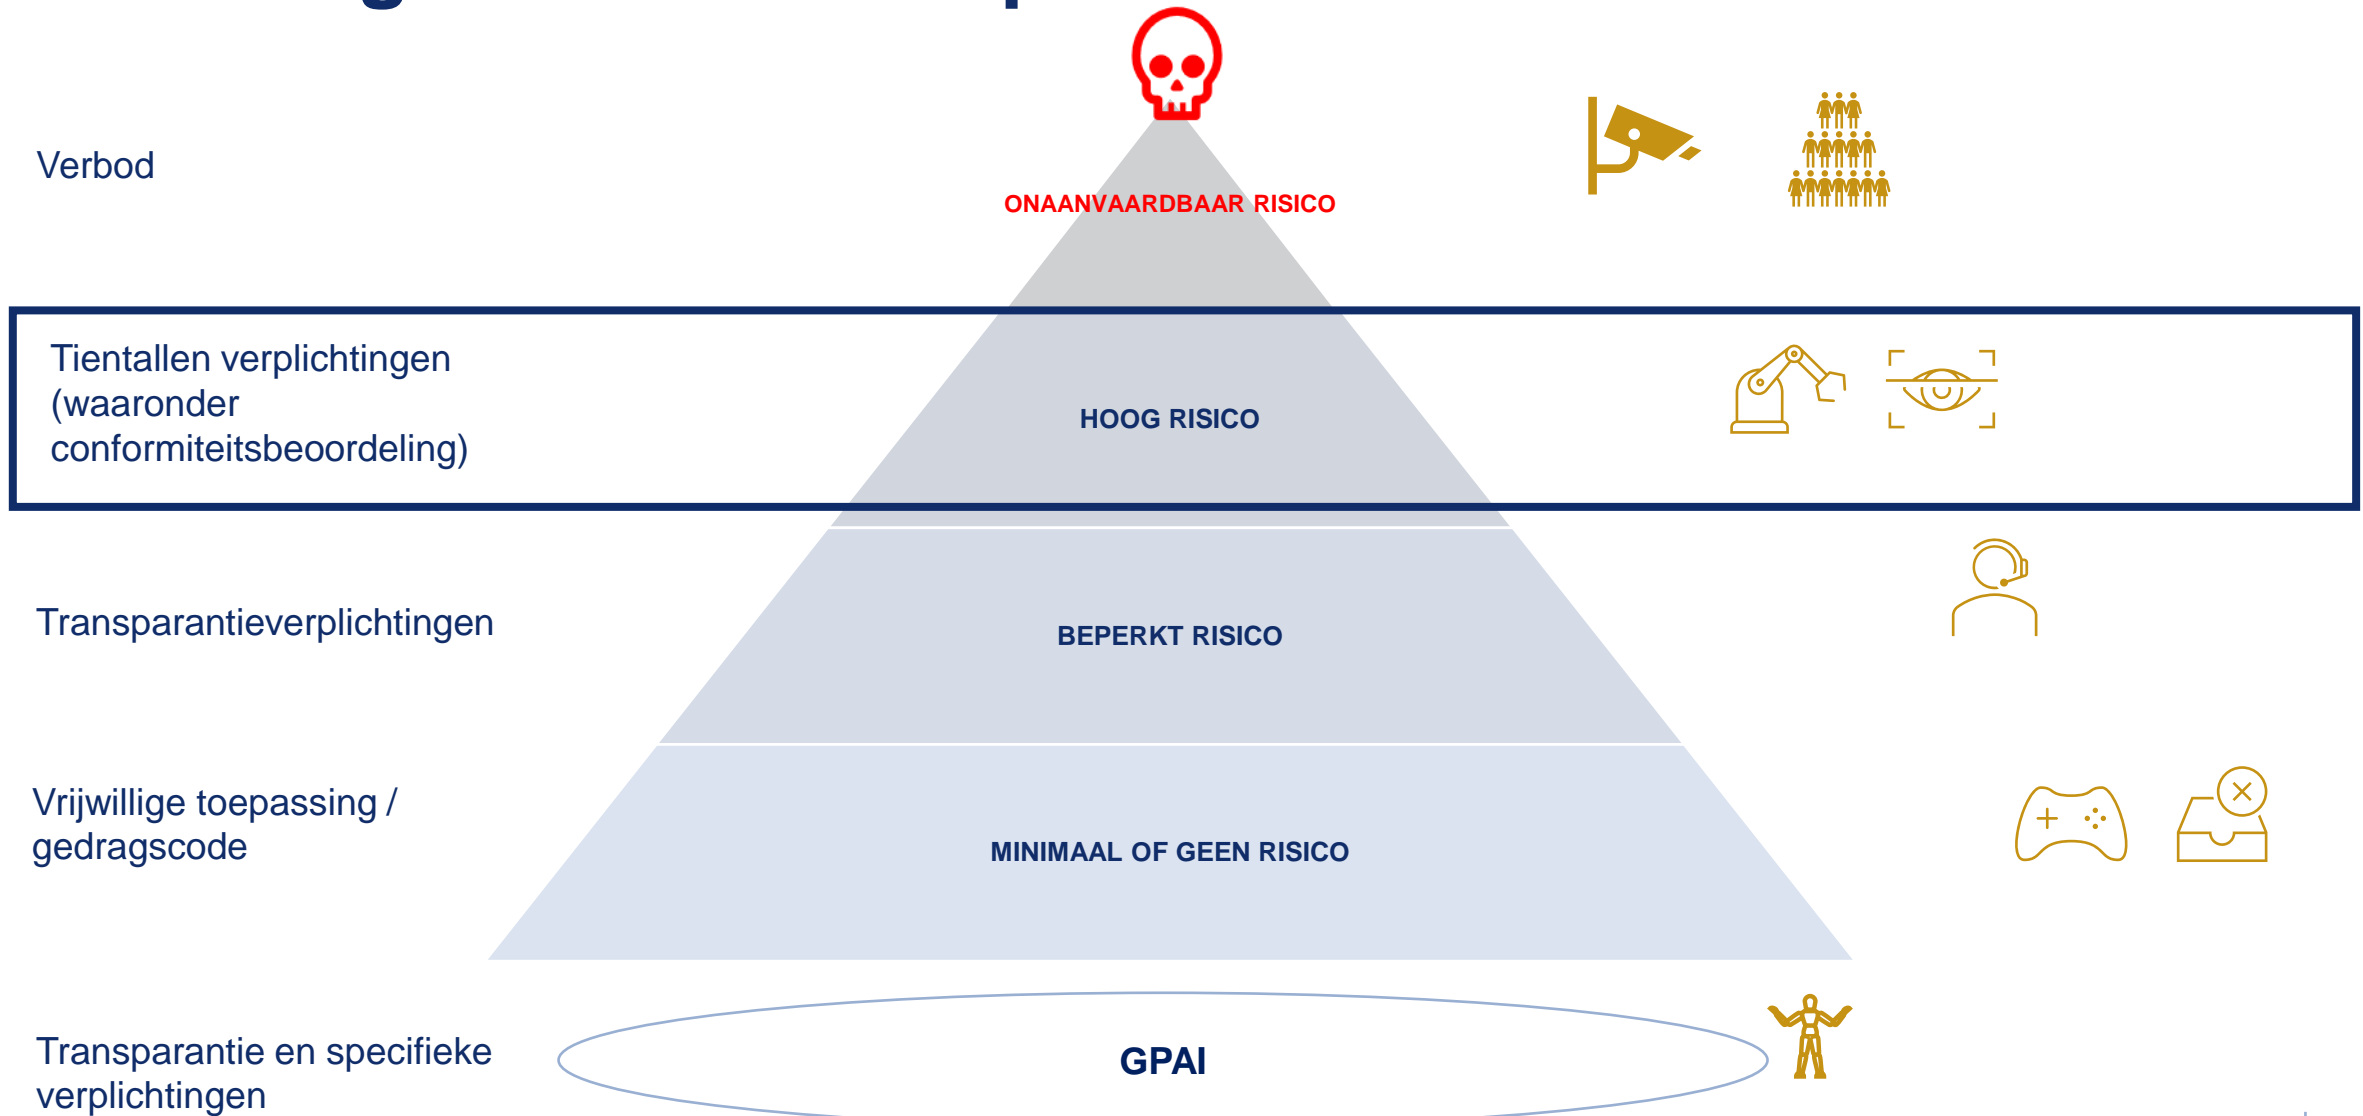 Verbod
ONAANVAARDBAAR RISICO
Tientallen verplichtingen
(waaronder
conformiteitsbeoordeling)
HOOG RISICO
Transparantieverplichtingen
BEPERKT RISICO
Vrijwillige toepassing /
gedragscode
MINIMAAL OF GEEN RISICO
Transparantie en specifieke
verplichtingen
GPAI